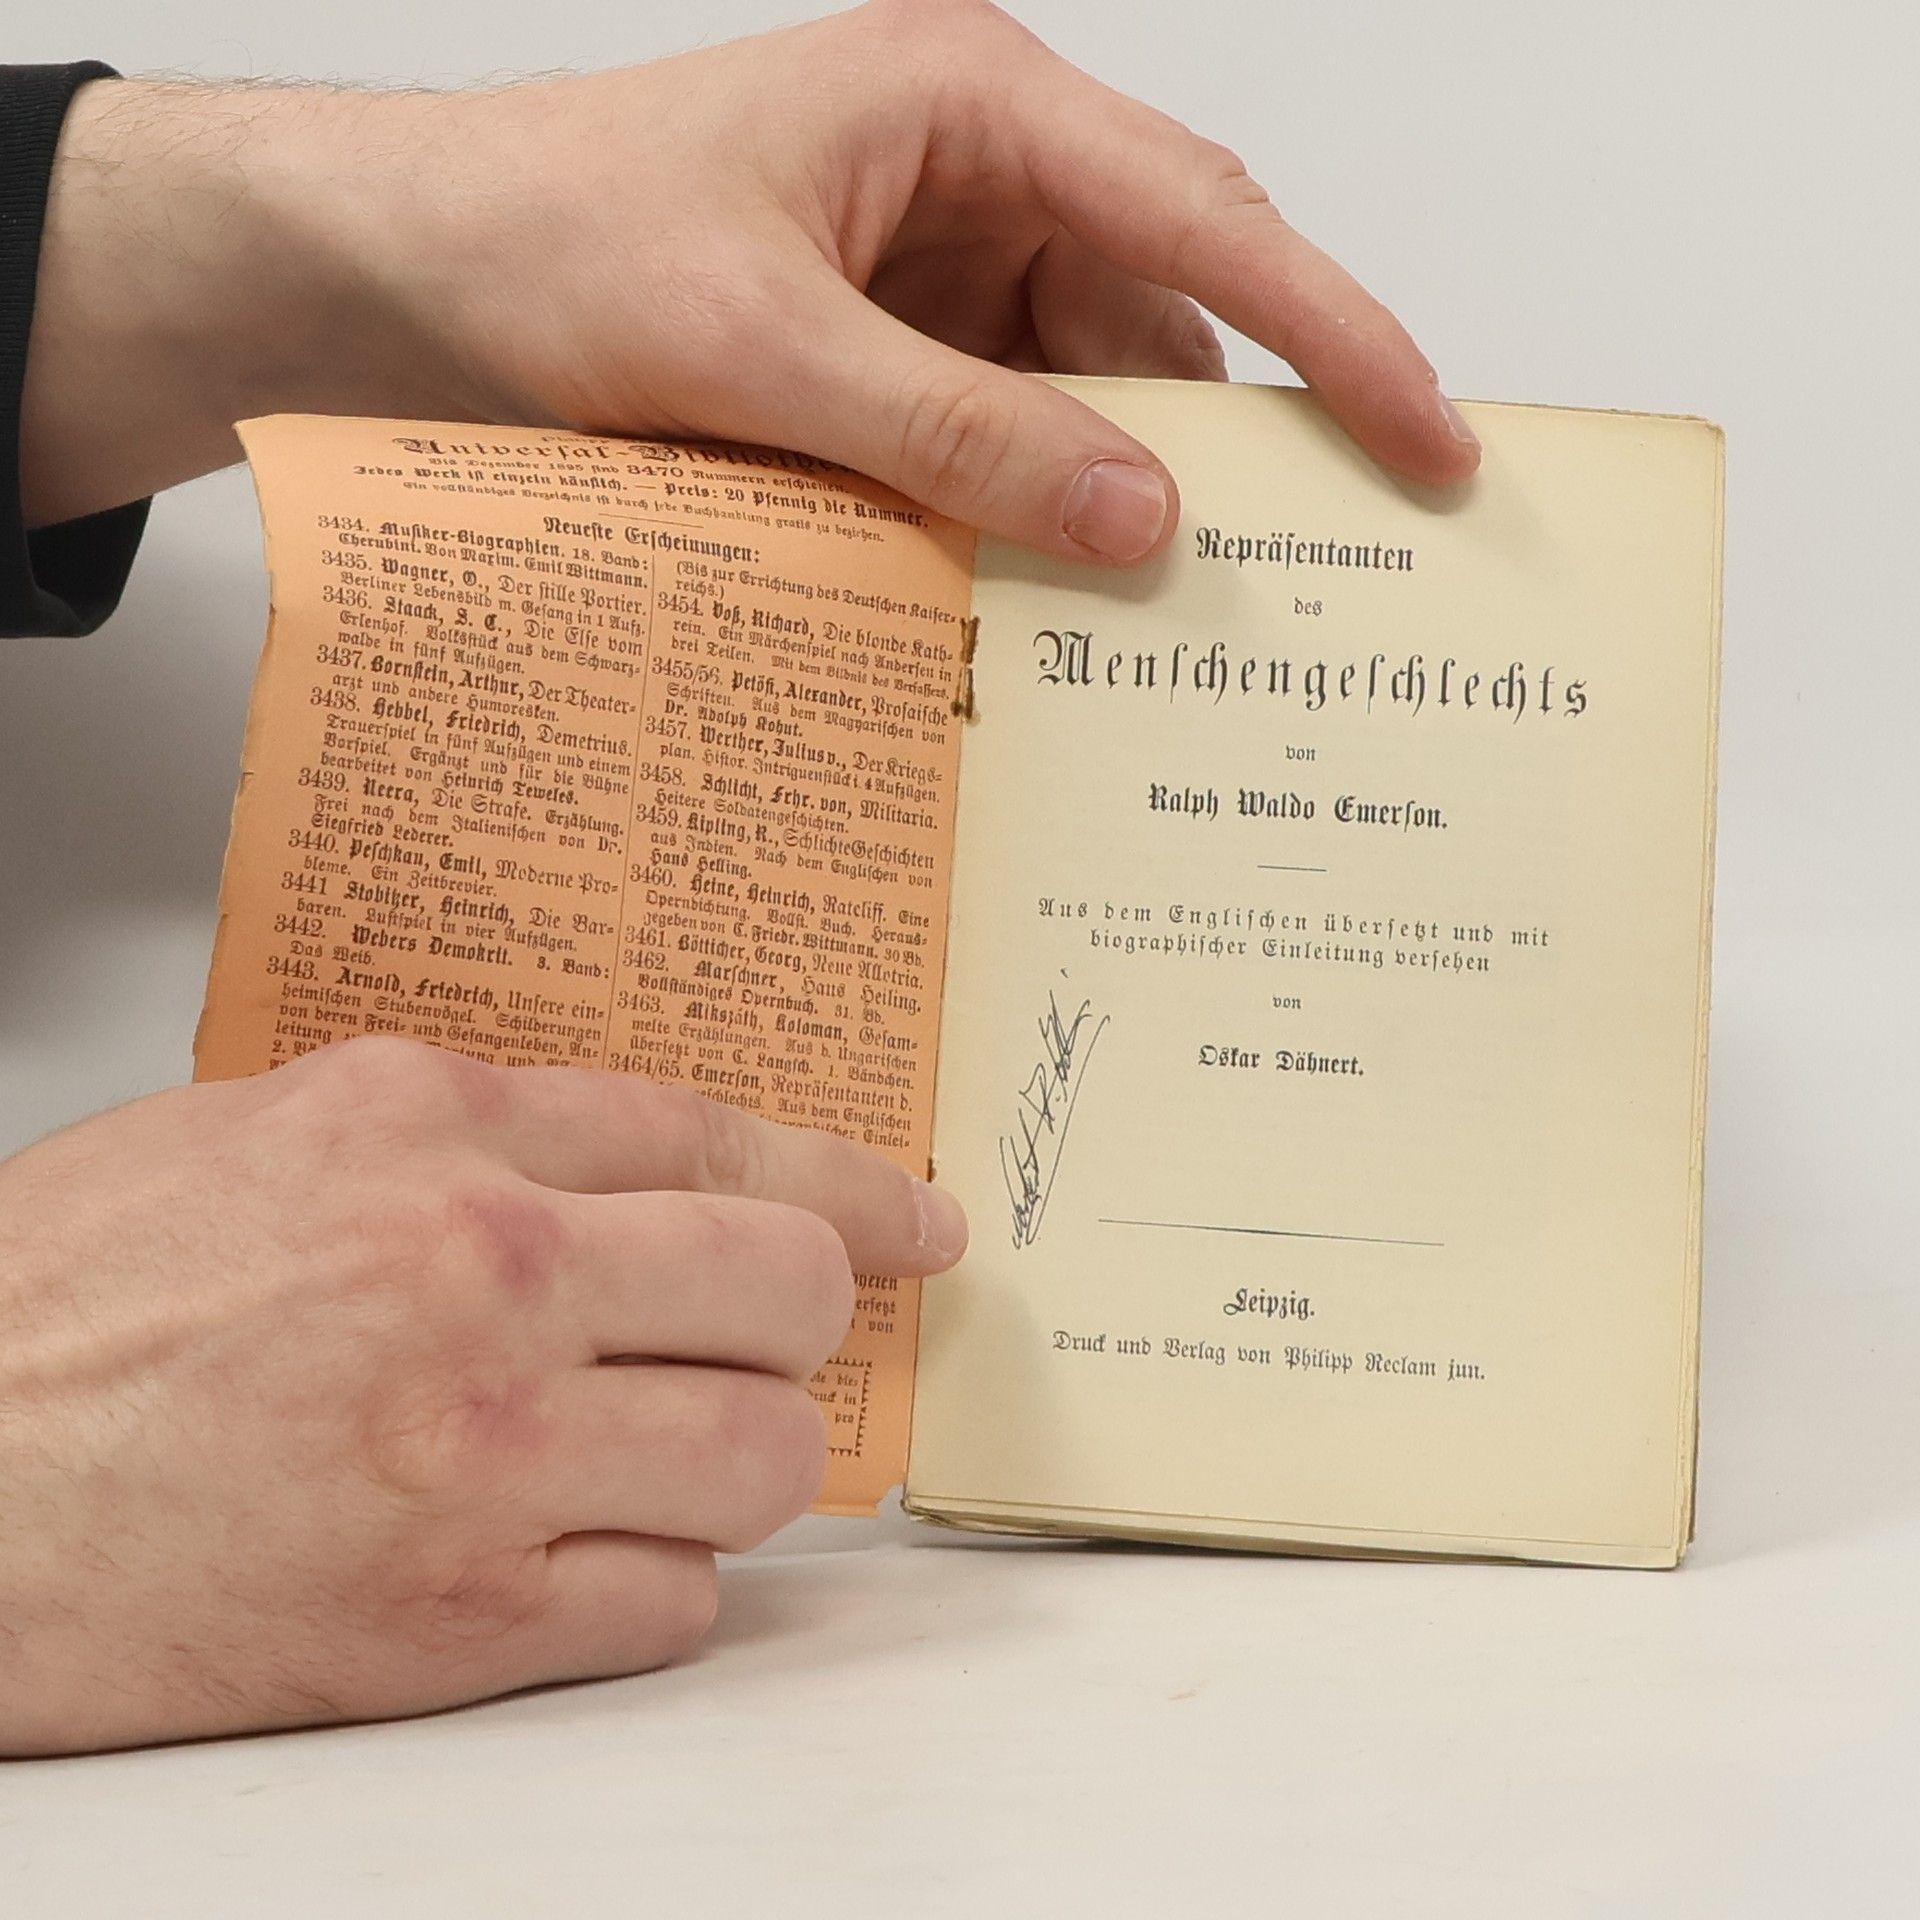 Universal-Bibliothek
Bis Dezember 1895 sind 3470 Nummern erschienen.
Jedes Werk ist einzeln käuflich. — Preis: 20 Pfennig die Nummer.
Ein vollständiges Verzeichnis ist durch jede Buchhandlung gratis zu beziehen.
Neueste Erscheinungen:
3434. Musiker-Biographien. 18. Band:
Cherubini. Von Maxim. Emil Wittmann.
3435. Wagner, O., Der stille Portier.
Berliner Lebensbild m. Gesang in 1 Aufz.
3436. Staack, S. C., Die Else vom
Erlenhof. Volksstück aus dem Schwarz-
walde in fünf Aufzügen.
3437. Bornstein, Arthur, Der Theater-
arzt und andere Humoresken.
3438. Hebbel, Friedrich, Demetrius.
Trauerspiel in fünf Aufzügen und einem
Vorspiel. Ergänzt und für die Bühne
bearbeitet von Heinrich Teweles.
3439. Neera, Die Strafe. Erzählung.
Frei nach dem Italienischen von Dr.
Siegfried Lederer.
3440. Peschkau, Emil, Moderne Pro-
bleme. Ein Zeitbrevier.
3441 Stobitzer, Heinrich, Die Bar-
baren. Lustspiel in vier Aufzügen.
3442. Webers Demokrit. 3. Band:
Das Weib.
3443. Arnold, Friedrich, Unsere ein-
heimischen Stubenvögel. Schilderungen
von deren Frei- und Gefangenleben, An-
leitung und
2.
(Bis zur Errichtung des Deutschen Kaiser-
reichs.)
3454. Voß, Richard, Die blonde Kath-
rein. Ein Märchenspiel nach Andersen in
drei Teilen. Mit dem Bildnis des Verfassers.
3455/56. Petöfi, Alexander, Prosaische
Schriften. Aus dem Magyarischen von
Dr. Adolph Kohut.
3457. Werther, Julius v., Der Kriegs-
plan. Histor. Intriguenstück i. 4 Aufzügen.
3458. Schlicht, Frhr. von, Militaria.
Heitere Soldatengeschichten.
3459. Kipling, R., Schlichte Geschichten
aus Indien. Nach dem Englischen von
Hans Helling.
3460. Heine, Heinrich, Ratcliff. Eine
Operndichtung. Vollst. Buch. Heraus-
gegeben von C. Friedr. Wittmann. 30 Bd.
3461. Bötticher, Georg, Neue Allotria.
3462. Marschner, Hans Heiling.
Vollständiges Opernbuch. 31. Bd.
3463. Mikszáth, Koloman, Gesam-
melte Erzählungen. Aus d. Ungarischen
übersetzt von C. Langsch. 1. Bändchen.
3464/65. Emerson, Repräsentanten d.
Aus dem Englischen
Einlei-
von
pro
Repräsentanten
des
Menschengeschlechts
von
Ralph Waldo Emerson.
Aus dem Englischen übersetzt und mit
biographischer Einleitung versehen
von
Oskar Dähnert.
Leipzig.
Druck und Verlag von Philipp Reclam jun.